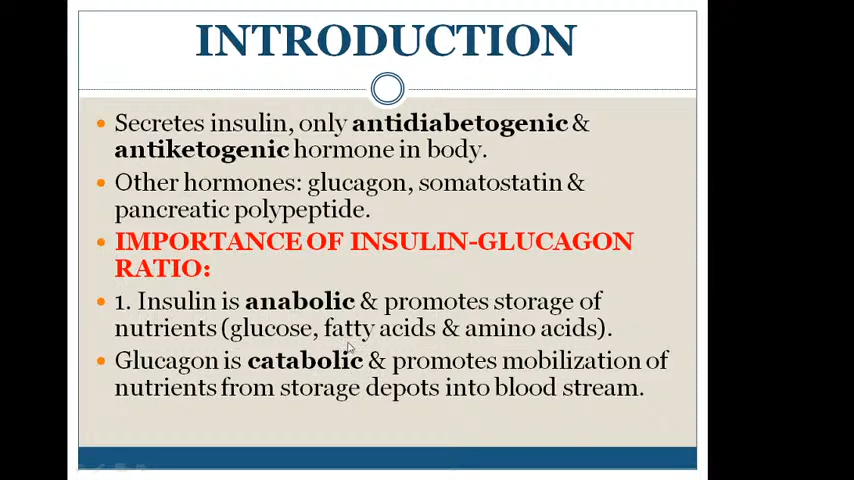 INTRODUCTION
Secretes insulin, only antidiabetogenic &
antiketogenic hormone in body.
Other hormones: glucagon, somatostatin &
pancreatic polypeptide.
IMPORTANCE OF INSULIN-GLUCAGON
RATIO:
1. Insulin is anabolic & promotes storage of
nutrients (glucose, fatty acids & amino acids).
Glucagon is catabolic & promotes mobilization of
nutrients from storage depots into blood stream.